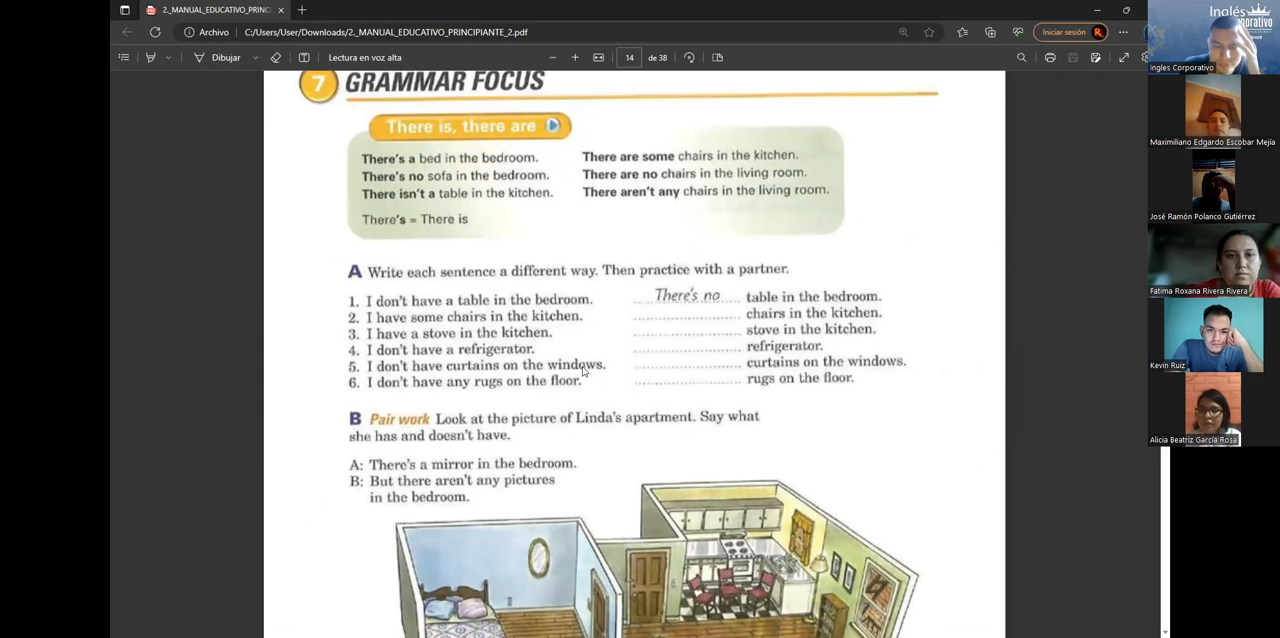 Archivo
C:/Users/User/Downloads/2._MANUAL_EDUCATIVO_PRINCIPIANTE_2.pdf
Iniciar sesión
R
Dibujar
Lectura en voz alta
14
de 38
7 GRAMMAR FOCUS
There is, there are
There's a bed in the bedroom.
There's no sofa in the bedroom.
There isn't a table in the kitchen.
There's = There is
There are some chairs in the kitchen.
There are no chairs in the living room.
There aren't any chairs in the living room.
A Write each sentence a different way. Then practice with a partner.
1. I don't have a table in the bedroom. There's no table in the bedroom.
2. I have some chairs in the kitchen. .................... chairs in the kitchen.
3. I have a stove in the kitchen. .................... stove in the kitchen.
4. I don't have a refrigerator. .................... refrigerator.
5. I don't have curtains on the windows. .................... curtains on the windows.
6. I don't have any rugs on the floor. .................... rugs on the floor.
B Pair work Look at the picture of Linda's apartment. Say what
she has and doesn't have.
A: There's a mirror in the bedroom.
B: But there aren't any pictures
in the bedroom.
Inglés
Ingles Corporativo
Maximiliano Edgardo Escobar Mejía
José Ramón Polanco Gutiérrez
Fatima Roxana Rivera Rivera
Kevin Ruiz
Alicia Beatriz García Rosa